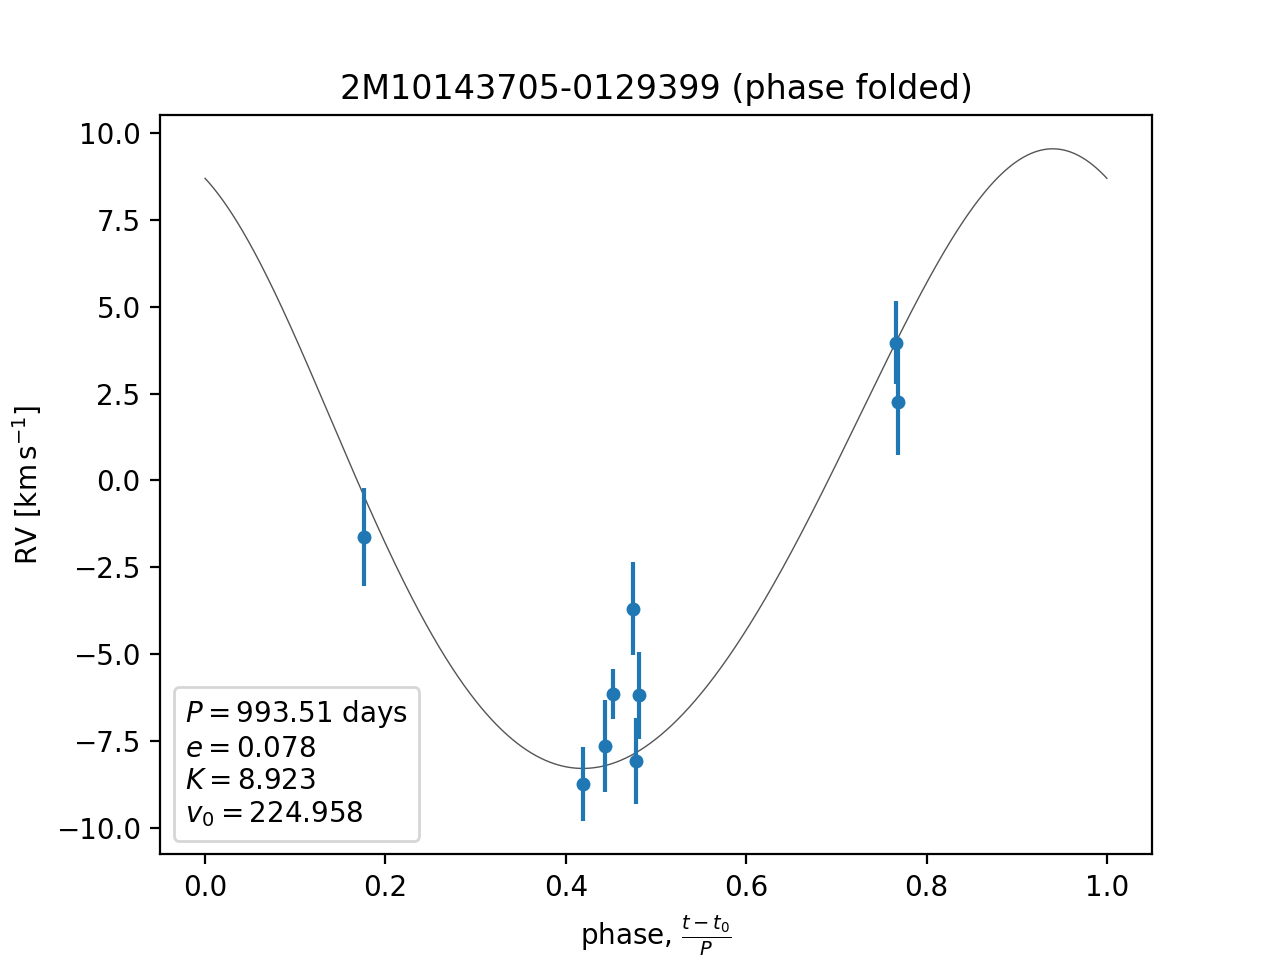 2M10143705-0129399 (phase folded)
10.0
7.5
5.0
2.5
0.0
−2.5
−5.0
−7.5
−10.0
RV [km s⁻¹]
P = 993.51 days
e = 0.078
K = 8.923
v₀ = 224.958
0.0 0.2 0.4 0.6 0.8 1.0
phase, (t − t₀)/P